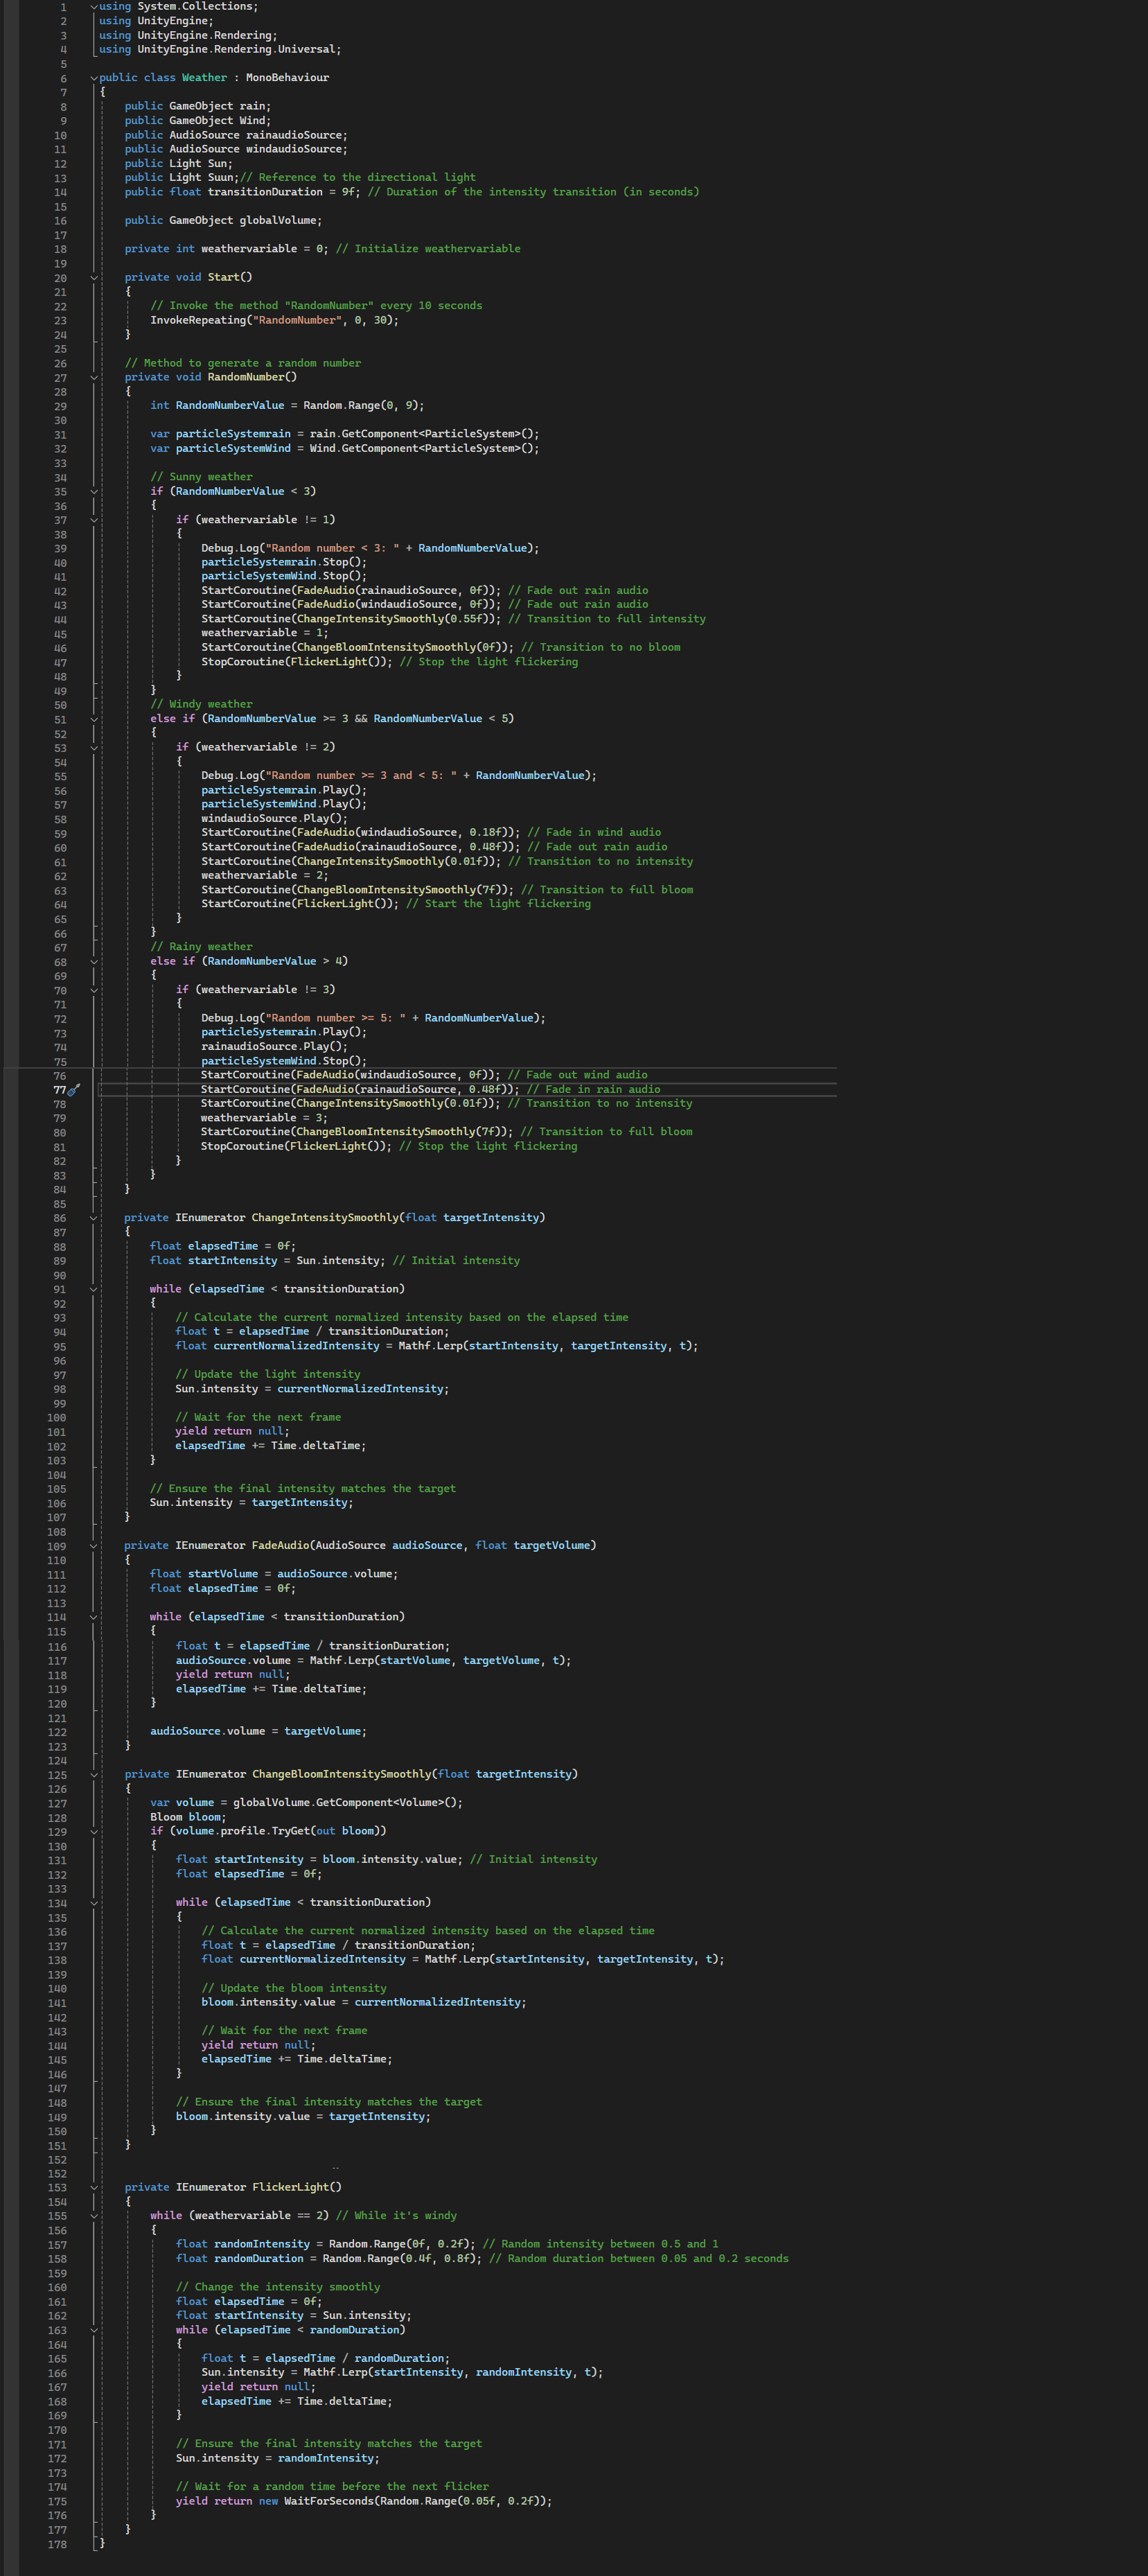 1 using System.Collections;
2 using UnityEngine;
3 using UnityEngine.Rendering;
4 using UnityEngine.Rendering.Universal;
5
6 public class Weather : MonoBehaviour
7 {
8 public GameObject rain;
9 public GameObject Wind;
10 public AudioSource rainaudioSource;
11 public AudioSource windaudioSource;
12 public Light Sun;
13 public Light Suun;// Reference to the directional light
14 public float transitionDuration = 9f; // Duration of the intensity transition (in seconds)
15
16 public GameObject globalVolume;
17
18 private int weathervariable = 0; // Initialize weathervariable
19
20 private void Start()
21 {
22 // Invoke the method "RandomNumber" every 10 seconds
23 InvokeRepeating("RandomNumber", 0, 30);
24 }
25
26 // Method to generate a random number
27 private void RandomNumber()
28 {
29 int RandomNumberValue = Random.Range(0, 9);
30
31 var particleSystemrain = rain.GetComponent<ParticleSystem>();
32 var particleSystemWind = Wind.GetComponent<ParticleSystem>();
33
34 // Sunny weather
35 if (RandomNumberValue < 3)
36 {
37 if (weathervariable != 1)
38 {
39 Debug.Log("Random number < 3: " + RandomNumberValue);
40 particleSystemrain.Stop();
41 particleSystemWind.Stop();
42 StartCoroutine(FadeAudio(rainaudioSource, 0f)); // Fade out rain audio
43 StartCoroutine(FadeAudio(windaudioSource, 0f)); // Fade out rain audio
44 StartCoroutine(ChangeIntensitySmoothly(0.55f)); // Transition to full intensity
45 weathervariable = 1;
46 StartCoroutine(ChangeBloomIntensitySmoothly(0f)); // Transition to no bloom
47 StopCoroutine(FlickerLight()); // Stop the light flickering
48 }
49 }
50 // Windy weather
51 else if (RandomNumberValue >= 3 && RandomNumberValue < 5)
52 {
53 if (weathervariable != 2)
54 {
55 Debug.Log("Random number >= 3 and < 5: " + RandomNumberValue);
56 particleSystemrain.Play();
57 particleSystemWind.Play();
58 windaudioSource.Play();
59 StartCoroutine(FadeAudio(windaudioSource, 0.18f)); // Fade in wind audio
60 StartCoroutine(FadeAudio(rainaudioSource, 0.48f)); // Fade out rain audio
61 StartCoroutine(ChangeIntensitySmoothly(0.01f)); // Transition to no intensity
62 weathervariable = 2;
63 StartCoroutine(ChangeBloomIntensitySmoothly(7f)); // Transition to full bloom
64 StartCoroutine(FlickerLight()); // Start the light flickering
65 }
66 }
67 // Rainy weather
68 else if (RandomNumberValue > 4)
69 {
70 if (weathervariable != 3)
71 {
72 Debug.Log("Random number >= 5: " + RandomNumberValue);
73 particleSystemrain.Play();
74 rainaudioSource.Play();
75 particleSystemWind.Stop();
76 StartCoroutine(FadeAudio(windaudioSource, 0f)); // Fade out wind audio
77 StartCoroutine(FadeAudio(rainaudioSource, 0.48f)); // Fade in rain audio
78 StartCoroutine(ChangeIntensitySmoothly(0.01f)); // Transition to no intensity
79 weathervariable = 3;
80 StartCoroutine(ChangeBloomIntensitySmoothly(7f)); // Transition to full bloom
81 StopCoroutine(FlickerLight()); // Stop the light flickering
82 }
83 }
84 }
85
86 private IEnumerator ChangeIntensitySmoothly(float targetIntensity)
87 {
88 float elapsedTime = 0f;
89 float startIntensity = Sun.intensity; // Initial intensity
90
91 while (elapsedTime < transitionDuration)
92 {
93 // Calculate the current normalized intensity based on the elapsed time
94 float t = elapsedTime / transitionDuration;
95 float currentNormalizedIntensity = Mathf.Lerp(startIntensity, targetIntensity, t);
96
97 // Update the light intensity
98 Sun.intensity = currentNormalizedIntensity;
99
100 // Wait for the next frame
101 yield return null;
102 elapsedTime += Time.deltaTime;
103 }
104
105 // Ensure the final intensity matches the target
106 Sun.intensity = targetIntensity;
107 }
108
109 private IEnumerator FadeAudio(AudioSource audioSource, float targetVolume)
110 {
111 float startVolume = audioSource.volume;
112 float elapsedTime = 0f;
113
114 while (elapsedTime < transitionDuration)
115 {
116 float t = elapsedTime / transitionDuration;
117 audioSource.volume = Mathf.Lerp(startVolume, targetVolume, t);
118 yield return null;
119 elapsedTime += Time.deltaTime;
120 }
121
122 audioSource.volume = targetVolume;
123 }
124
125 private IEnumerator ChangeBloomIntensitySmoothly(float targetIntensity)
126 {
127 var volume = globalVolume.GetComponent<Volume>();
128 Bloom bloom;
129 if (volume.profile.TryGet(out bloom))
130 {
131 float startIntensity = bloom.intensity.value; // Initial intensity
132 float elapsedTime = 0f;
133
134 while (elapsedTime < transitionDuration)
135 {
136 // Calculate the current normalized intensity based on the elapsed time
137 float t = elapsedTime / transitionDuration;
138 float currentNormalizedIntensity = Mathf.Lerp(startIntensity, targetIntensity, t);
139
140 // Update the bloom intensity
141 bloom.intensity.value = currentNormalizedIntensity;
142
143 // Wait for the next frame
144 yield return null;
145 elapsedTime += Time.deltaTime;
146 }
147
148 // Ensure the final intensity matches the target
149 bloom.intensity.value = targetIntensity;
150 }
151 }
152
152
153 private IEnumerator FlickerLight()
154 {
155 while (weathervariable == 2) // While it's windy
156 {
157 float randomIntensity = Random.Range(0f, 0.2f); // Random intensity between 0.5 and 1
158 float randomDuration = Random.Range(0.4f, 0.8f); // Random duration between 0.05 and 0.2 seconds
159
160 // Change the intensity smoothly
161 float elapsedTime = 0f;
162 float startIntensity = Sun.intensity;
163 while (elapsedTime < randomDuration)
164 {
165 float t = elapsedTime / randomDuration;
166 Sun.intensity = Mathf.Lerp(startIntensity, randomIntensity, t);
167 yield return null;
168 elapsedTime += Time.deltaTime;
169 }
170
171 // Ensure the final intensity matches the target
172 Sun.intensity = randomIntensity;
173
174 // Wait for a random time before the next flicker
175 yield return new WaitForSeconds(Random.Range(0.05f, 0.2f));
176 }
177 }
178 }